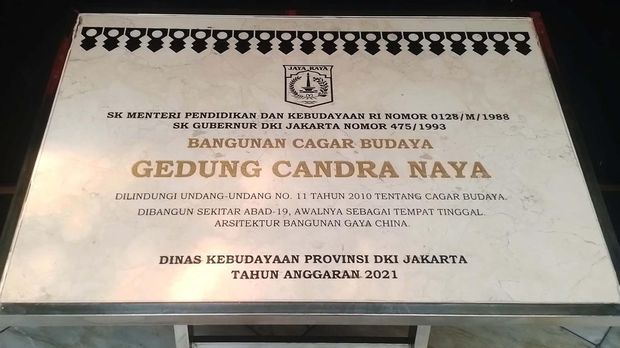 JAYA RAYA
SK MENTERI PENDIDIKAN DAN KEBUDAYAAN RI NOMOR 0128/M/1988
SK GUBERNUR DKI JAKARTA NOMOR 475/1993
BANGUNAN CAGAR BUDAYA
GEDUNG CANDRA NAYA
DILINDUNGI UNDANG-UNDANG NO. 11 TAHUN 2010 TENTANG CAGAR BUDAYA.
DIBANGUN SEKITAR ABAD-19, AWALNYA SEBAGAI TEMPAT TINGGAL.
ARSITEKTUR BANGUNAN GAYA CHINA.
DINAS KEBUDAYAAN PROVINSI DKI JAKARTA
TAHUN ANGGARAN 2021